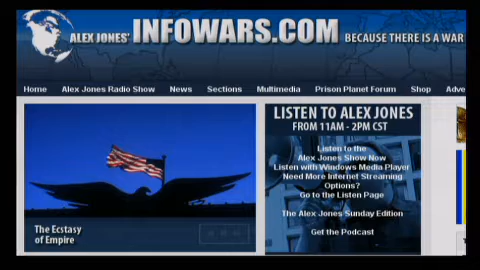 ALEX JONES' INFOWARS.COM BECAUSE THERE IS A WAR
Home Alex Jones Radio Show News Sections Multimedia Prison Planet Forum Shop Adve
LISTEN TO ALEX JONES
FROM 11AM - 2PM CST
Listen to the
Alex Jones Show Now
Listen with Windows Media Player
Need More Internet Streaming
Options?
Go to the Listen Page
The Alex Jones Sunday Edition
Get the Podcast
The Ecstasy
of Empire